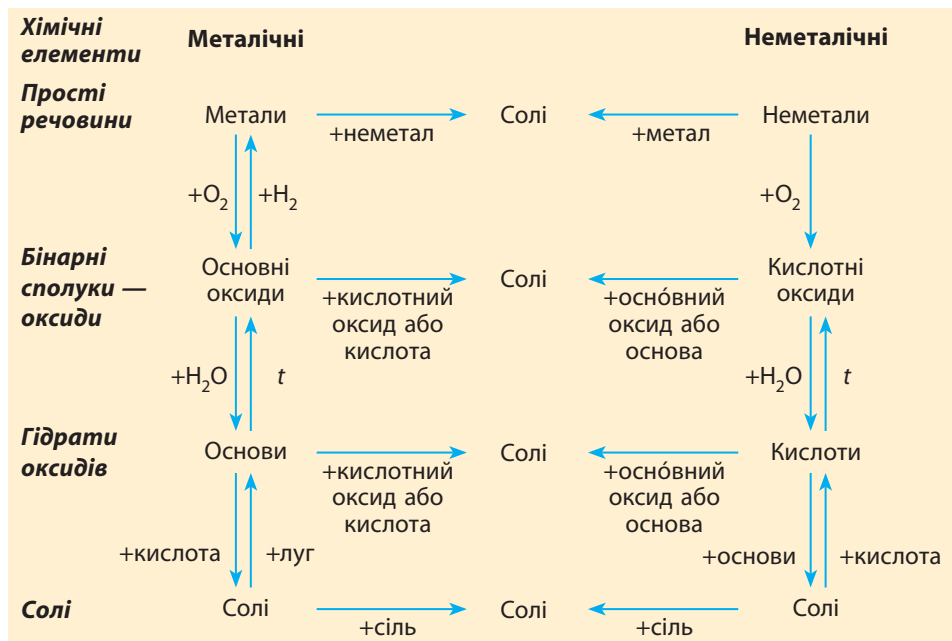 Хімічні
елементи
Металічні
Неметалічні
Прості
речовини
Метали
+неметал
Солі
+метал
Неметали
+O₂
+H₂
+O₂
Бінарні
сполуки —
оксиди
Основні
оксиди
+кислотний
оксид або
кислота
Солі
+осно́вний
оксид або
основа
Кислотні
оксиди
+H₂O
t
+H₂O
t
Гідрати
оксидів
Основи
+кислотний
оксид або
кислота
Солі
+осно́вний
оксид або
основа
Кислоти
+кислота
+луг
+основи
+кислота
Солі
Солі
+сіль
Солі
+сіль
Солі